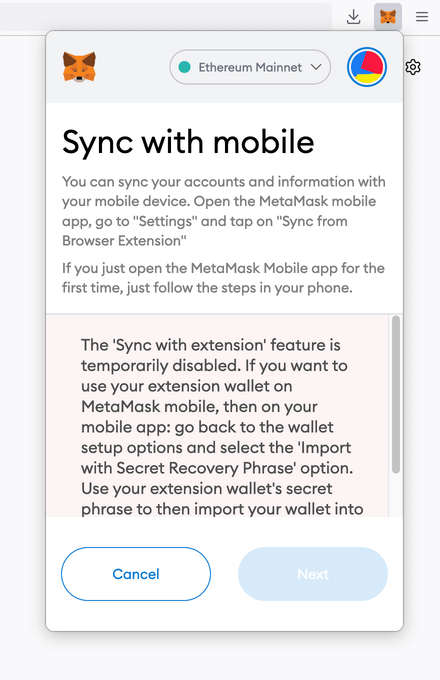 Ethereum Mainnet
Sync with mobile
You can sync your accounts and information with
your mobile device. Open the MetaMask mobile
app, go to "Settings" and tap on "Sync from
Browser Extension"
If you just open the MetaMask Mobile app for the
first time, just follow the steps in your phone.
The 'Sync with extension' feature is
temporarily disabled. If you want to
use your extension wallet on
MetaMask mobile, then on your
mobile app: go back to the wallet
setup options and select the 'Import
with Secret Recovery Phrase' option.
Use your extension wallet's secret
phrase to then import your wallet into
Cancel
Next